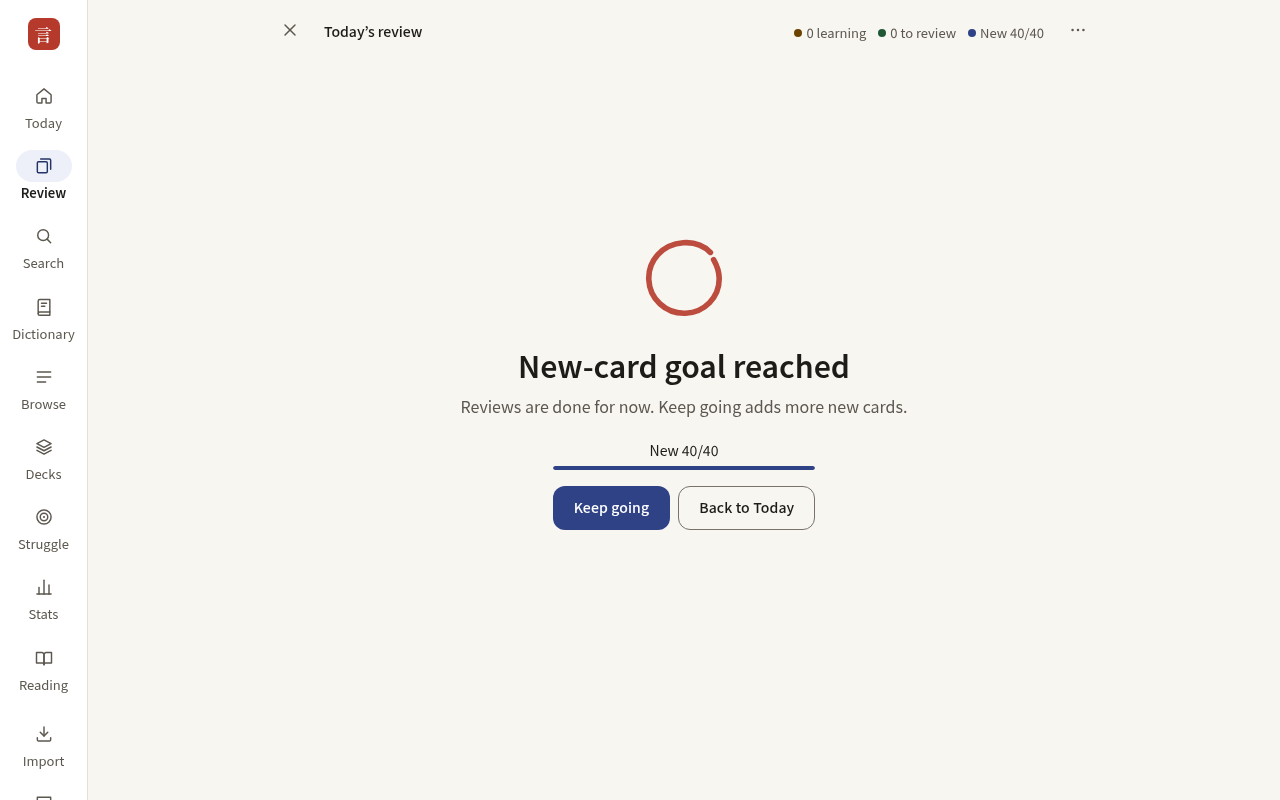 言
Today
Review
Search
Dictionary
Browse
Decks
Struggle
Stats
Reading
Import
Today’s review
0 learning
0 to review
New 40/40
New-card goal reached
Reviews are done for now. Keep going adds more new cards.
New 40/40
Keep going
Back to Today